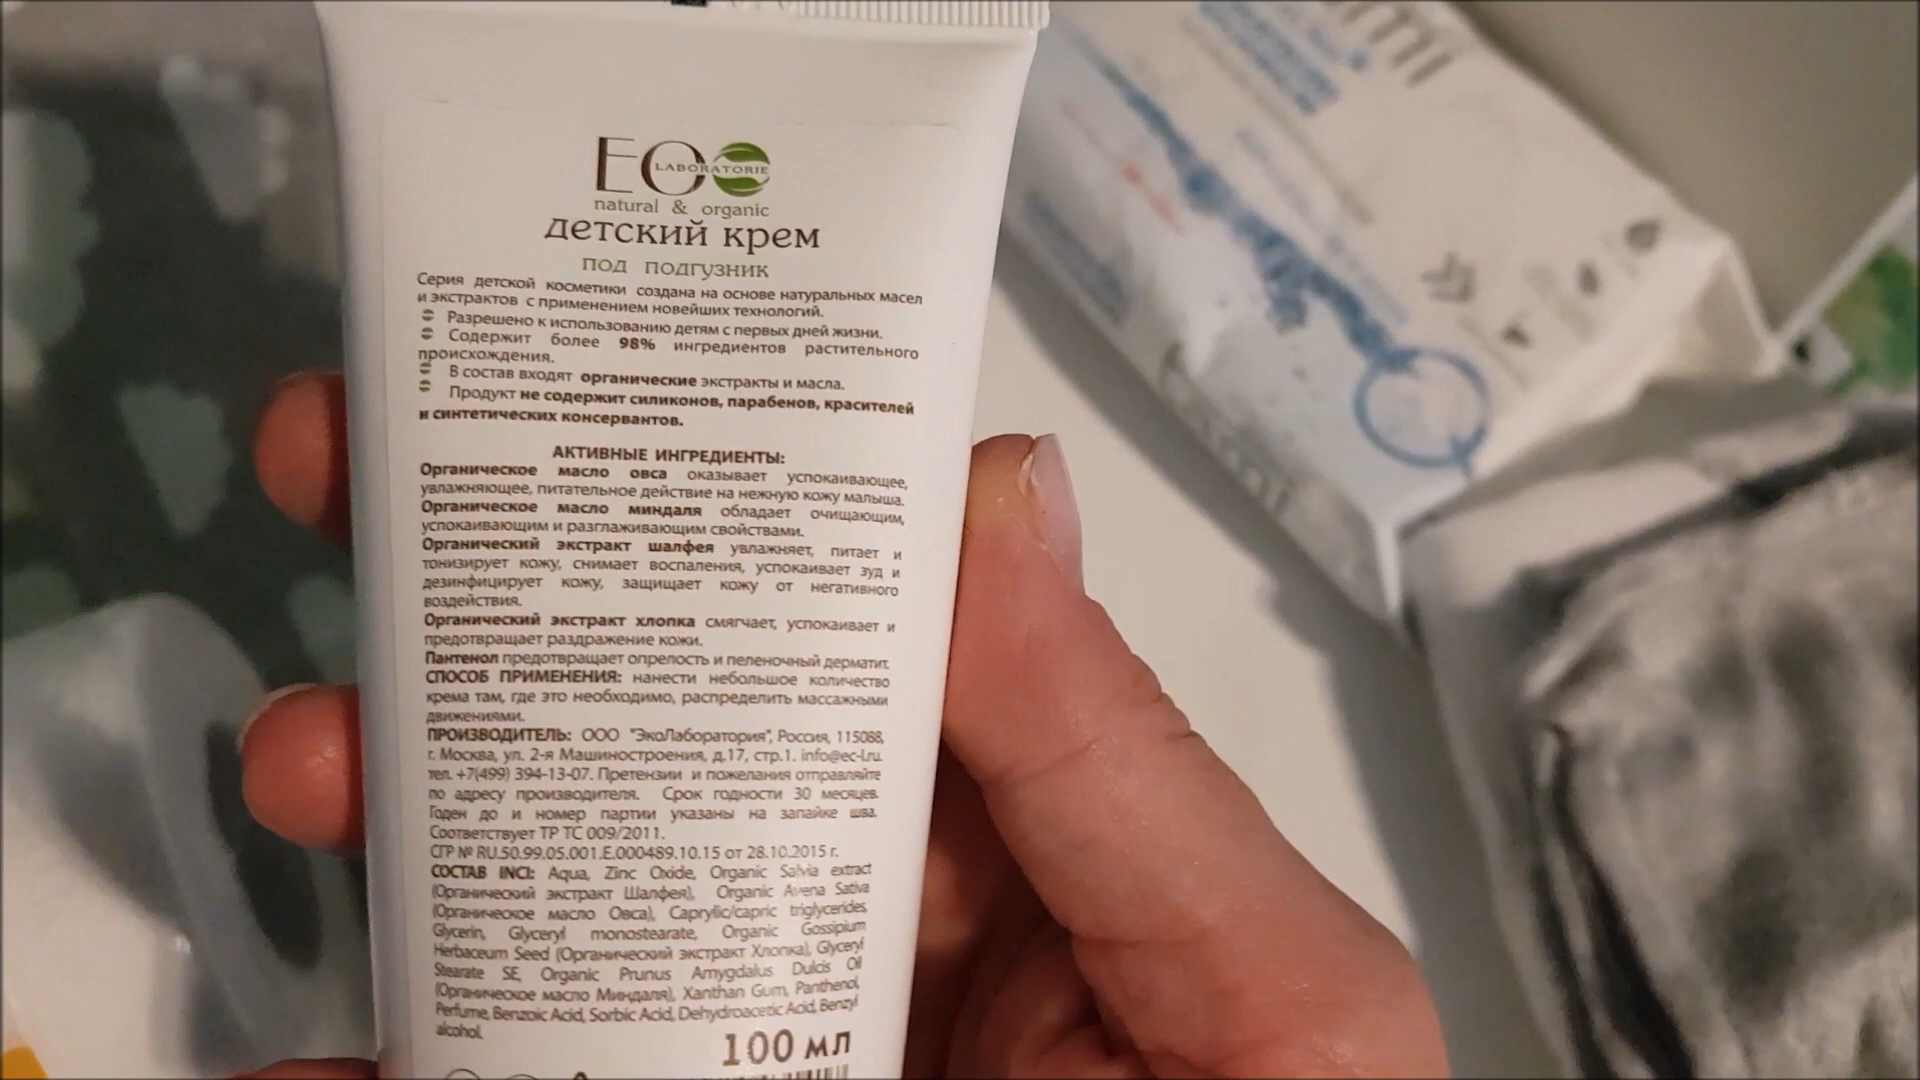 EO LABORATORIE
natural & organic
детский крем
под подгузник
Серия детской косметики создана на основе натуральных масел
и экстрактов с применением новейших технологий.
Разрешено к использованию детям с первых дней жизни.
Содержит более 98% ингредиентов растительного
происхождения.
В состав входят органические экстракты и масла.
Продукт не содержит силиконов, парабенов, красителей
и синтетических консервантов.
АКТИВНЫЕ ИНГРЕДИЕНТЫ:
Органическое масло овса оказывает успокаивающее,
увлажняющее, питательное действие на нежную кожу малыша.
Органическое масло миндаля обладает очищающим,
успокаивающим и разглаживающим свойствами.
Органический экстракт шалфея увлажняет, питает и
тонизирует кожу, снимает воспаления, успокаивает зуд и
дезинфицирует кожу, защищает кожу от негативного
воздействия.
Органический экстракт хлопка смягчает, успокаивает и
предотвращает раздражение кожи.
Пантенол предотвращает опрелость и пеленочный дерматит.
СПОСОБ ПРИМЕНЕНИЯ: нанести небольшое количество
крема там, где это необходимо, распределить массажными
движениями.
ПРОИЗВОДИТЕЛЬ: ООО "ЭкоЛаборатория", Россия, 115088,
г. Москва, ул. 2-я Машиностроения, д.17, стр.1. info@ec-l.ru.
тел. +7(499) 394-13-07. Претензии и пожелания отправляйте
по адресу производителя. Срок годности 30 месяцев.
Годен до и номер партии указаны на запайке шва.
Соответствует ТР ТС 009/2011.
СГР № RU.50.99.05.001.Е.000489.10.15 от 28.10.2015 г.
СОСТАВ INCI: Aqua, Zinc Oxide, Organic Salvia extract
(Органический экстракт Шалфея), Organic Avena Sativa
(Органическое масло Овса), Caprylic/capric triglycerides,
Glycerin, Glyceryl monostearate, Organic Gossipium
Herbaceum Seed (Органический экстракт Хлопка), Glyceryl
Stearate SE, Organic Prunus Amygdalus Dulcis Oil
(Органическое масло Миндаля), Xanthan Gum, Panthenol,
Perfume, Benzoic Acid, Sorbic Acid, Dehydroacetic Acid, Benzyl
alcohol.
100 мл